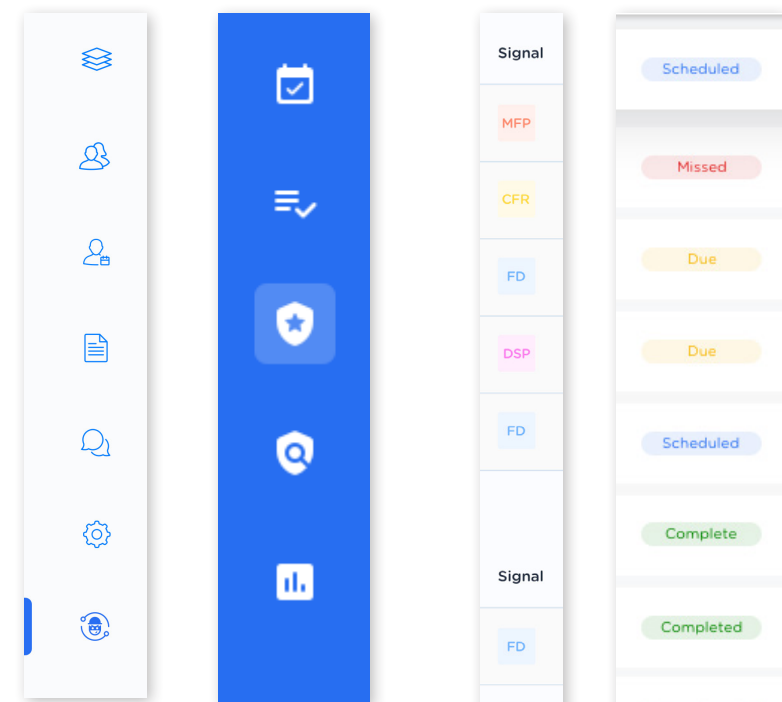 Signal
MFP
CFR
FD
DSP
FD
Signal
FD
Scheduled
Missed
Due
Due
Scheduled
Complete
Completed